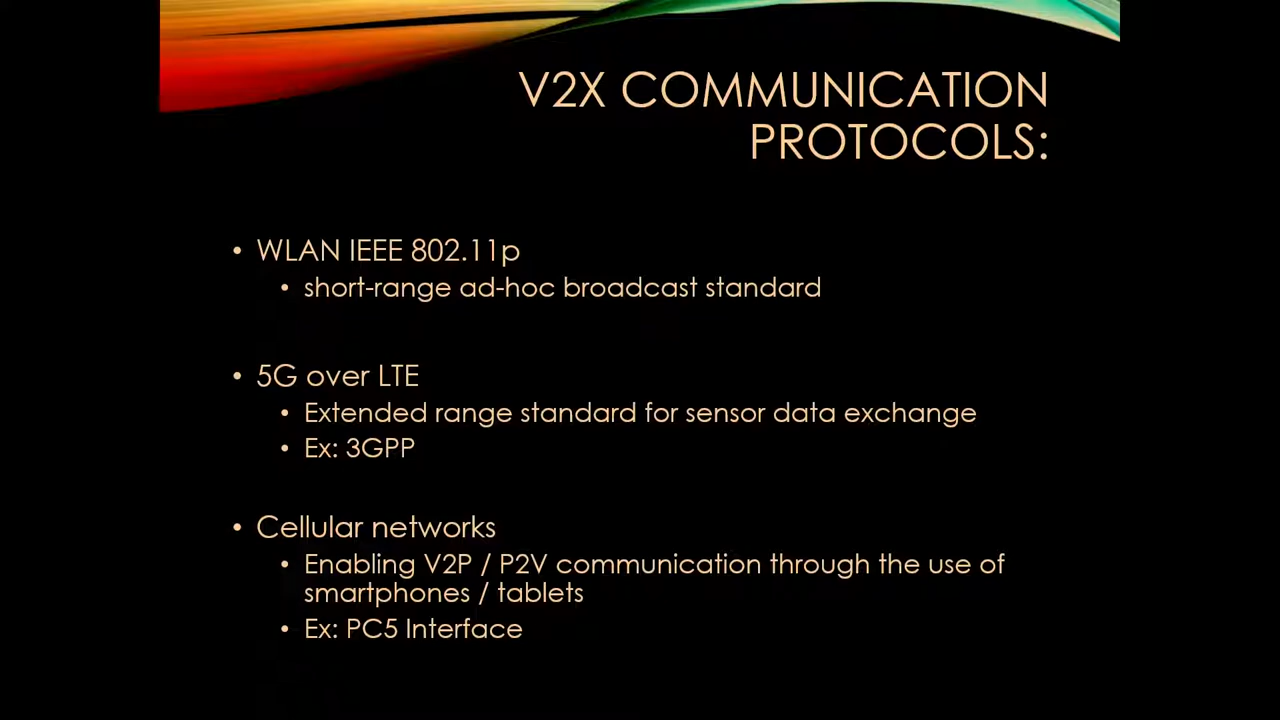 V2X COMMUNICATION
PROTOCOLS:
• WLAN IEEE 802.11p
• short-range ad-hoc broadcast standard
• 5G over LTE
• Extended range standard for sensor data exchange
• Ex: 3GPP
• Cellular networks
• Enabling V2P / P2V communication through the use of
smartphones / tablets
• Ex: PC5 Interface